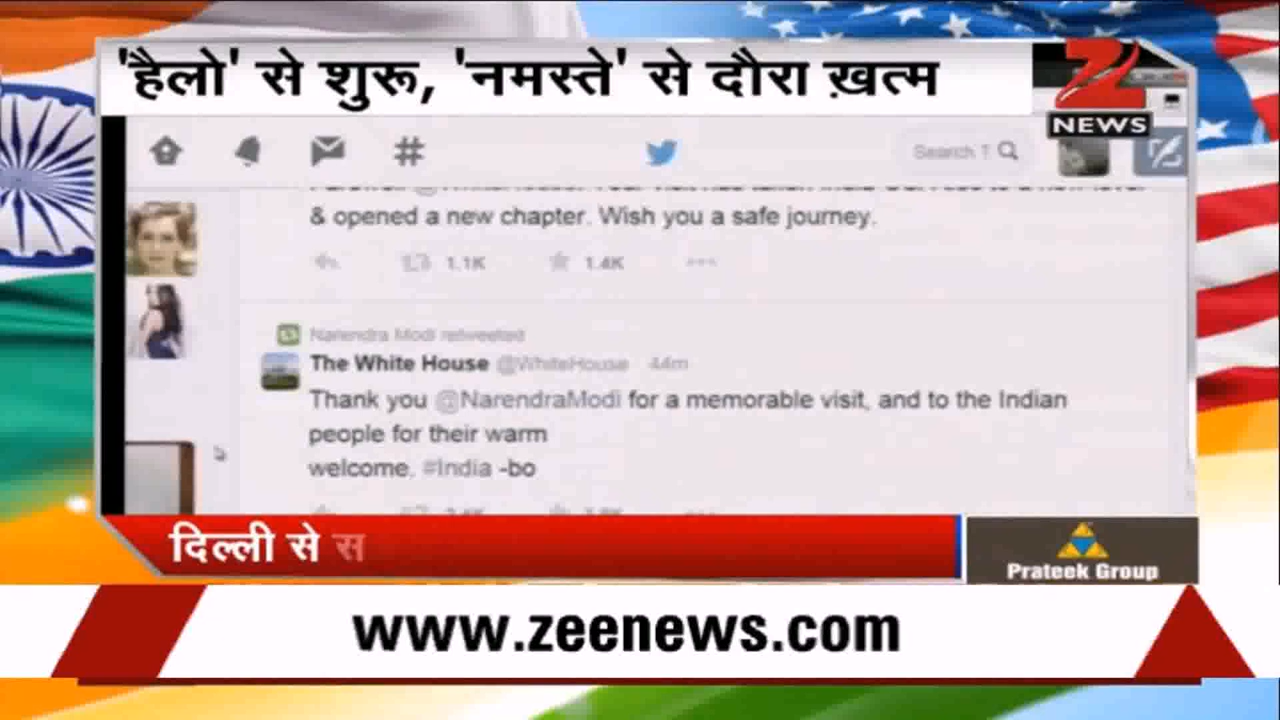 'हैलो' से शुरू, 'नमस्ते' से दौरा ख़त्म
Z
NEWS
Search T
& opened a new chapter. Wish you a safe journey.
1.1K 1.4K
Narendra Modi retweeted
The White House @WhiteHouse 44m
Thank you @NarendraModi for a memorable visit, and to the Indian
people for their warm
welcome. #India -bo
दिल्ली से स
Prateek Group
www.zeenews.com